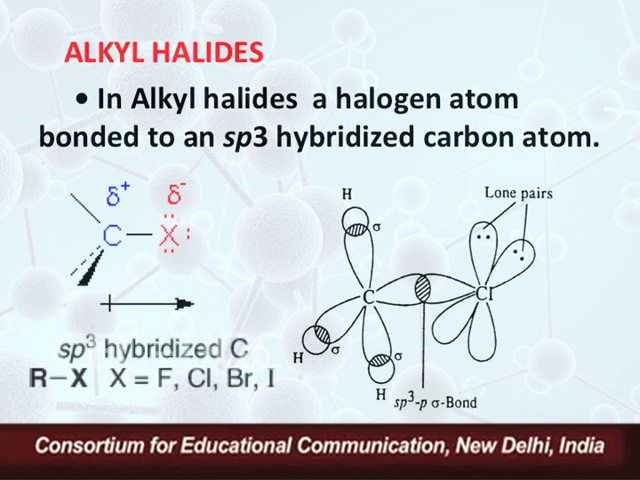 ALKYL HALIDES
• In Alkyl halides a halogen atom
bonded to an sp3 hybridized carbon atom.
δ+ δ-
C—X
sp3 hybridized C
R–X X = F, Cl, Br, I
H
Lone pairs
σ
C
Cl
H
σ
σ
H
sp3-p σ-Bond
Consortium for Educational Communication, New Delhi, India